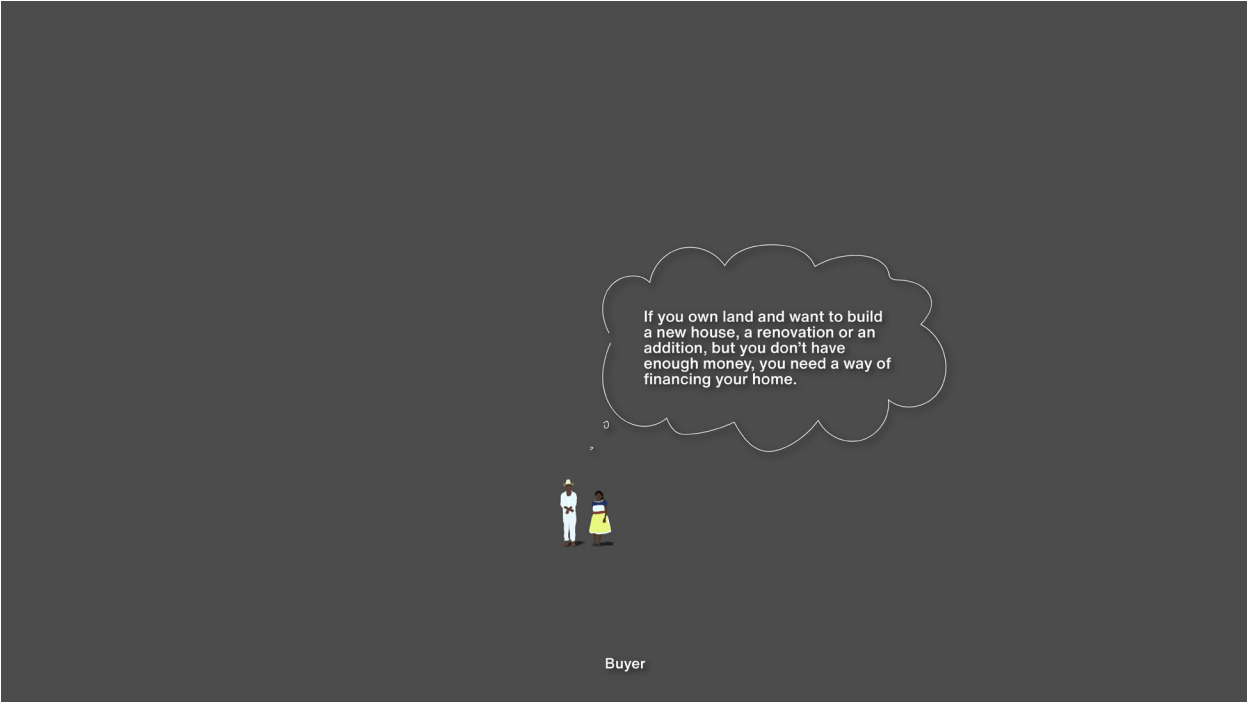 If you own land and want to build
a new house, a renovation or an
addition, but you don’t have
enough money, you need a way of
financing your home.
Buyer